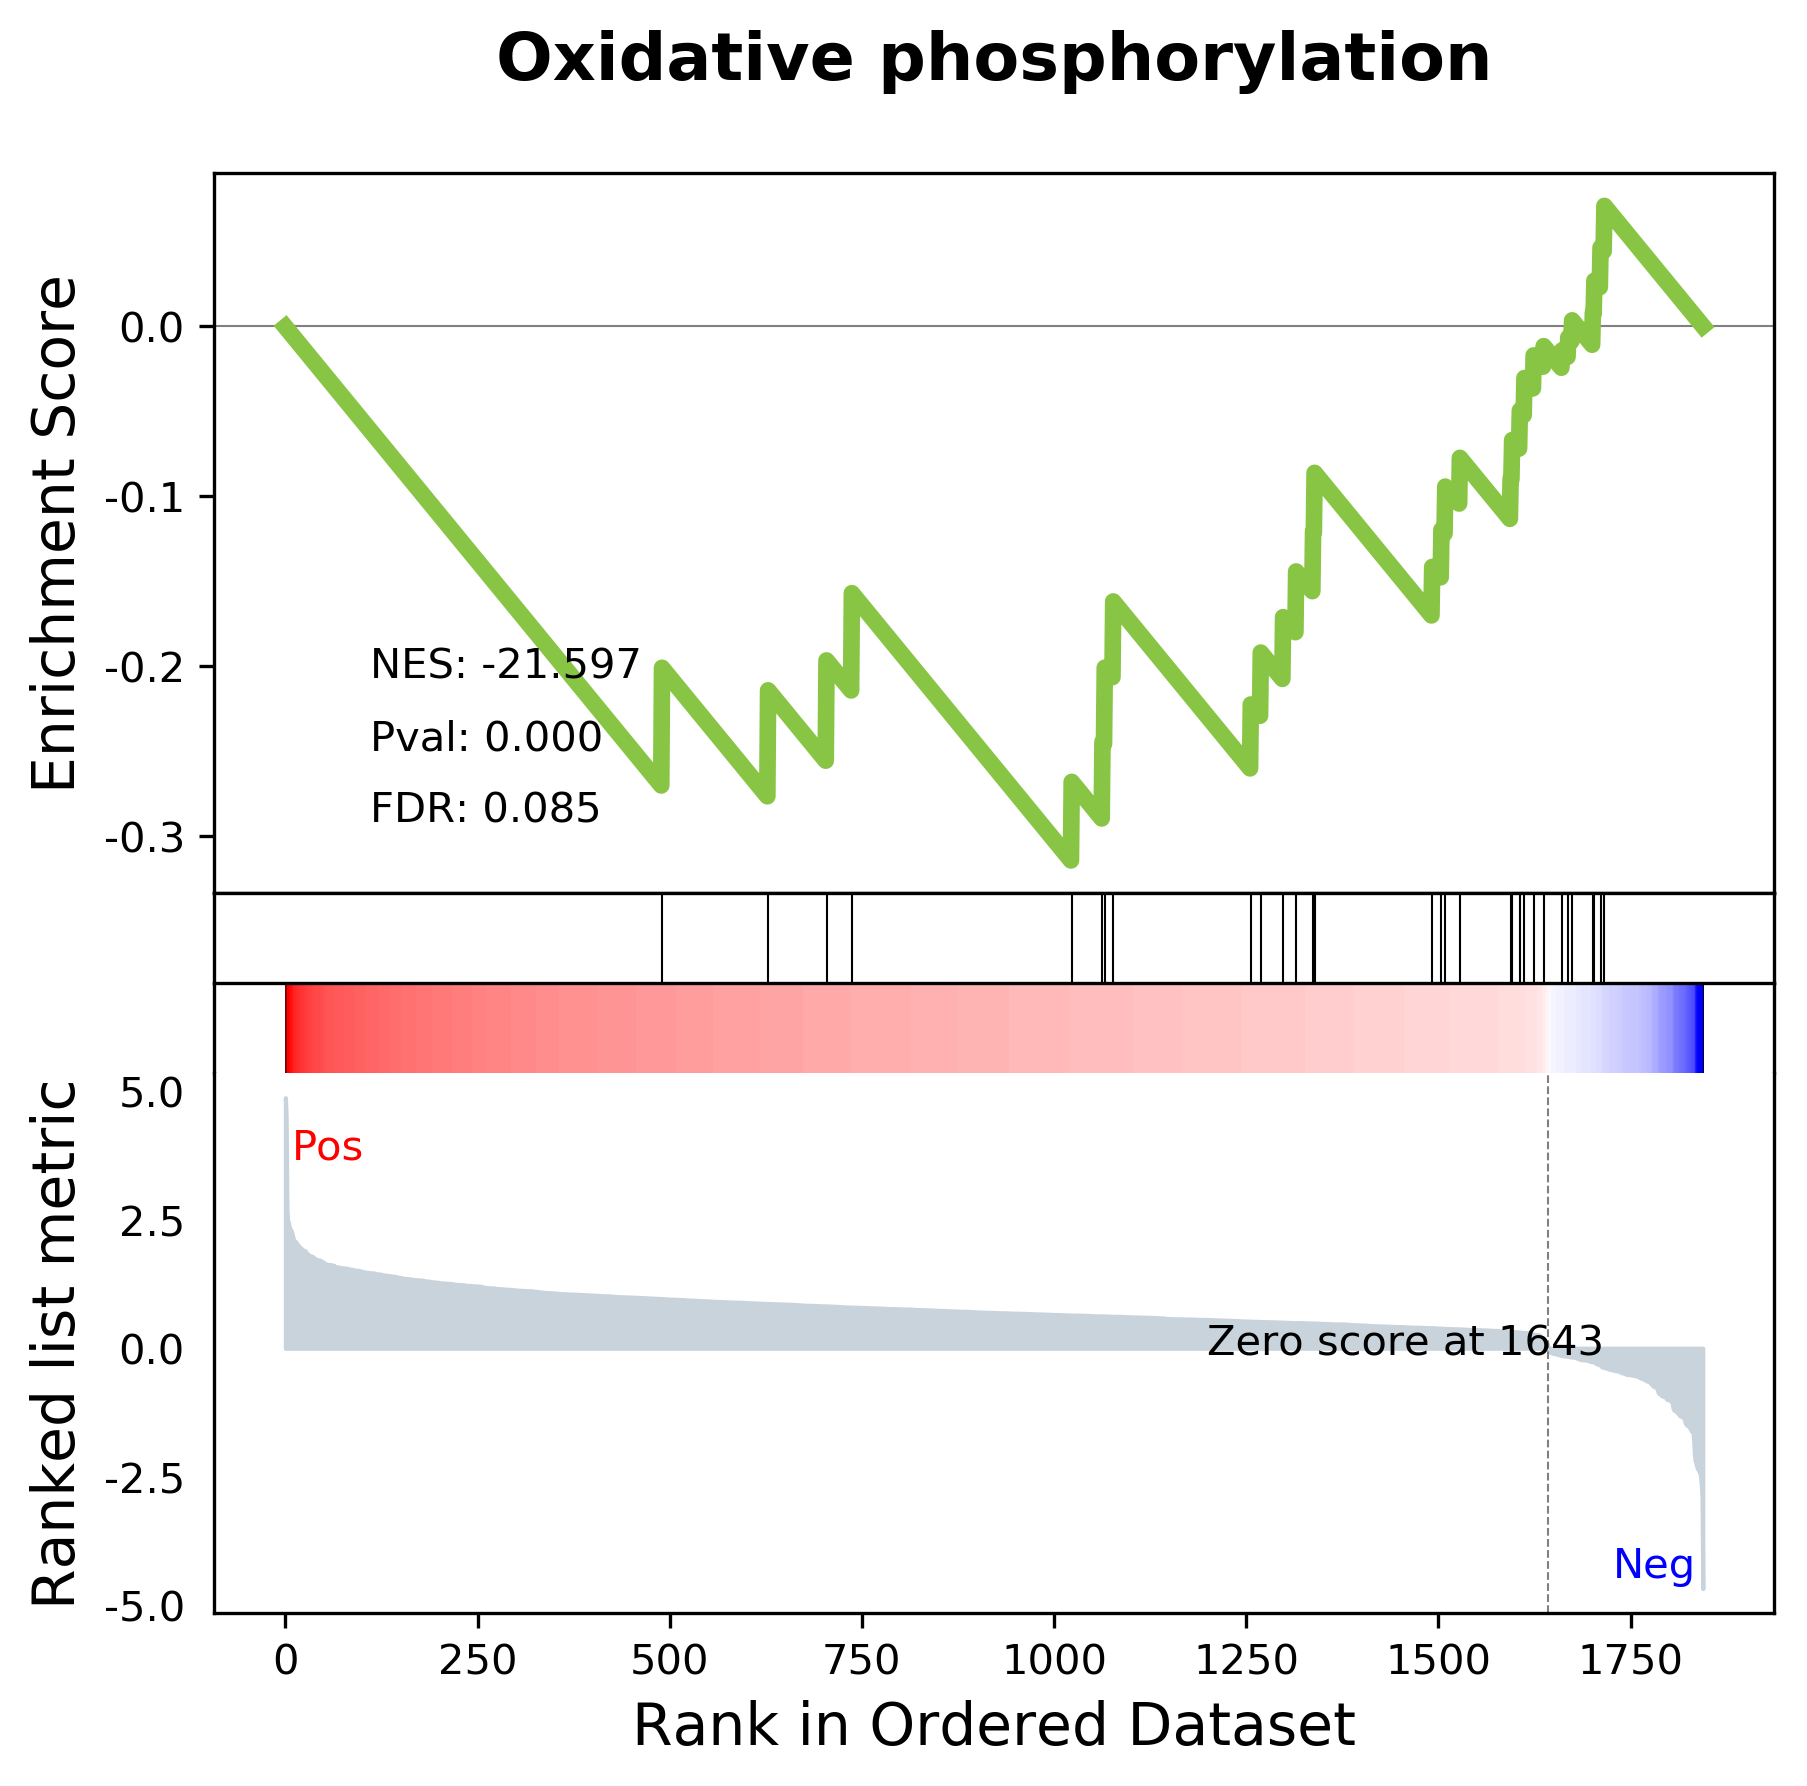 Oxidative phosphorylation
Enrichment Score
0.0
-0.1
-0.2
-0.3
NES: -21.597
Pval: 0.000
FDR: 0.085
Ranked list metric
5.0
2.5
0.0
-2.5
-5.0
Pos
Zero score at 1643
Neg
0 250 500 750 1000 1250 1500 1750
Rank in Ordered Dataset